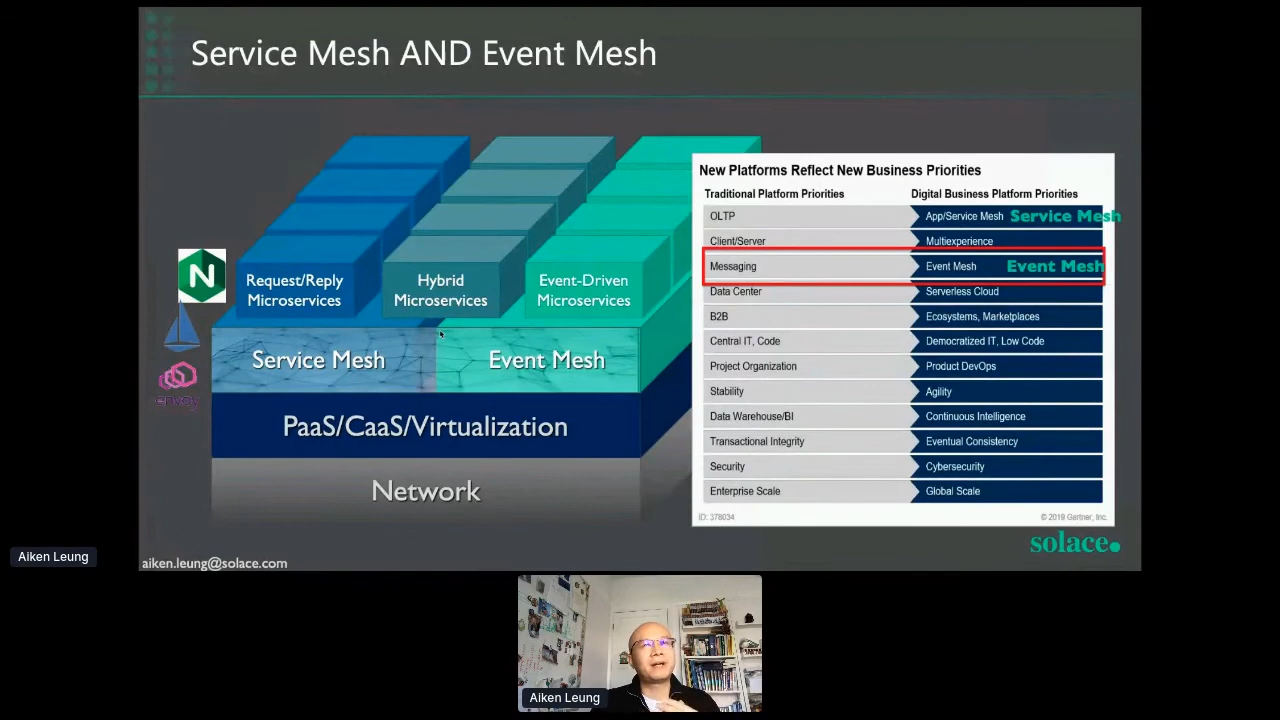 Service Mesh AND Event Mesh
Request/Reply
Microservices
Hybrid
Microservices
Event-Driven
Microservices
N
envoy
Service Mesh
Event Mesh
PaaS/CaaS/Virtualization
Network
New Platforms Reflect New Business Priorities
Traditional Platform Priorities
Digital Business Platform Priorities
OLTP
App/Service Mesh
Service Mesh
Client/Server
Multiexperience
Messaging
Event Mesh
Event Mesh
Data Center
Serverless Cloud
B2B
Ecosystems, Marketplaces
Central IT, Code
Democratized IT, Low Code
Project Organization
Product DevOps
Stability
Agility
Data Warehouse/BI
Continuous Intelligence
Transactional Integrity
Eventual Consistency
Security
Cybersecurity
Enterprise Scale
Global Scale
ID: 378034
© 2019 Gartner, Inc.
solace.
Aiken Leung
aiken.leung@solace.com
Aiken Leung